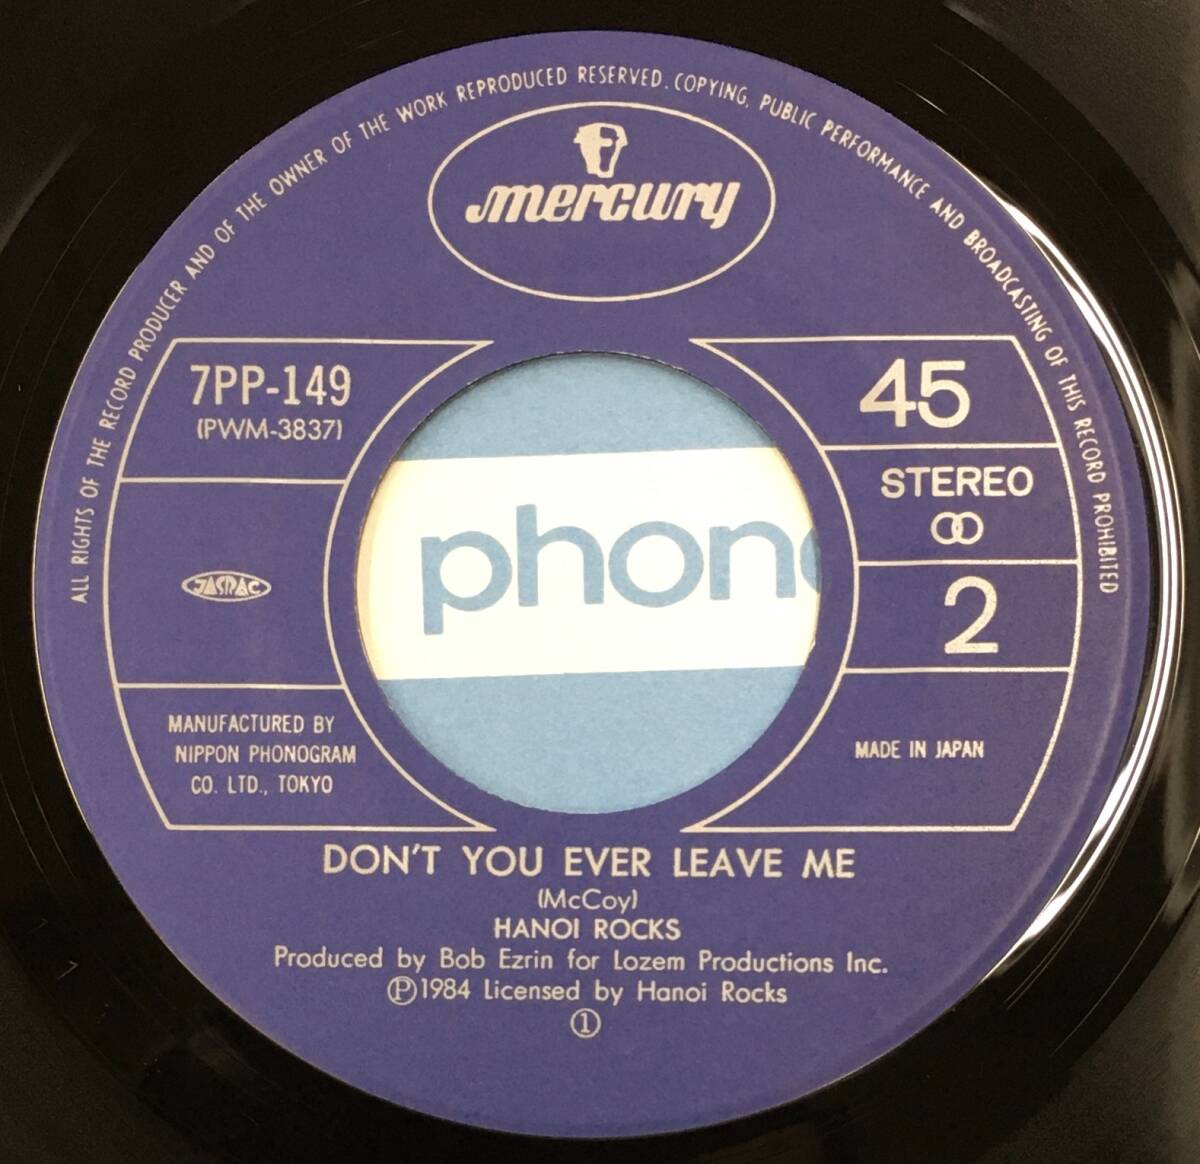 ALL RIGHTS OF THE RECORD PRODUCER AND OF THE OWNER OF THE WORK REPRODUCED RESERVED. COPYING, PUBLIC PERFORMANCE AND BROADCASTING OF THIS RECORD PROHIBITED
mercury
7PP-149
(PWM-3837)
45
STEREO
2
JASRAC
phono
MANUFACTURED BY
NIPPON PHONOGRAM
CO. LTD., TOKYO
MADE IN JAPAN
DON'T YOU EVER LEAVE ME
(McCoy)
HANOI ROCKS
Produced by Bob Ezrin for Lozem Productions Inc.
Ⓟ1984 Licensed by Hanoi Rocks
①